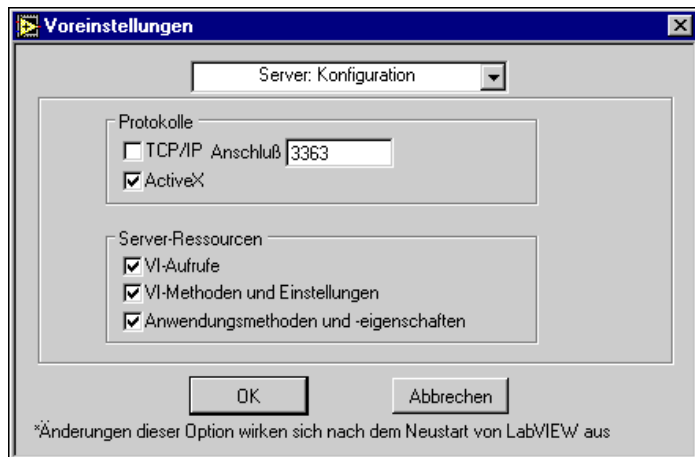 Voreinstellungen
Server: Konfiguration
Protokolle
TCP/IP Anschluß 3363
ActiveX
Server-Ressourcen
VI-Aufrufe
VI-Methoden und Einstellungen
Anwendungsmethoden und -eigenschaften
OK Abbrechen
*Änderungen dieser Option wirken sich nach dem Neustart von LabVIEW aus